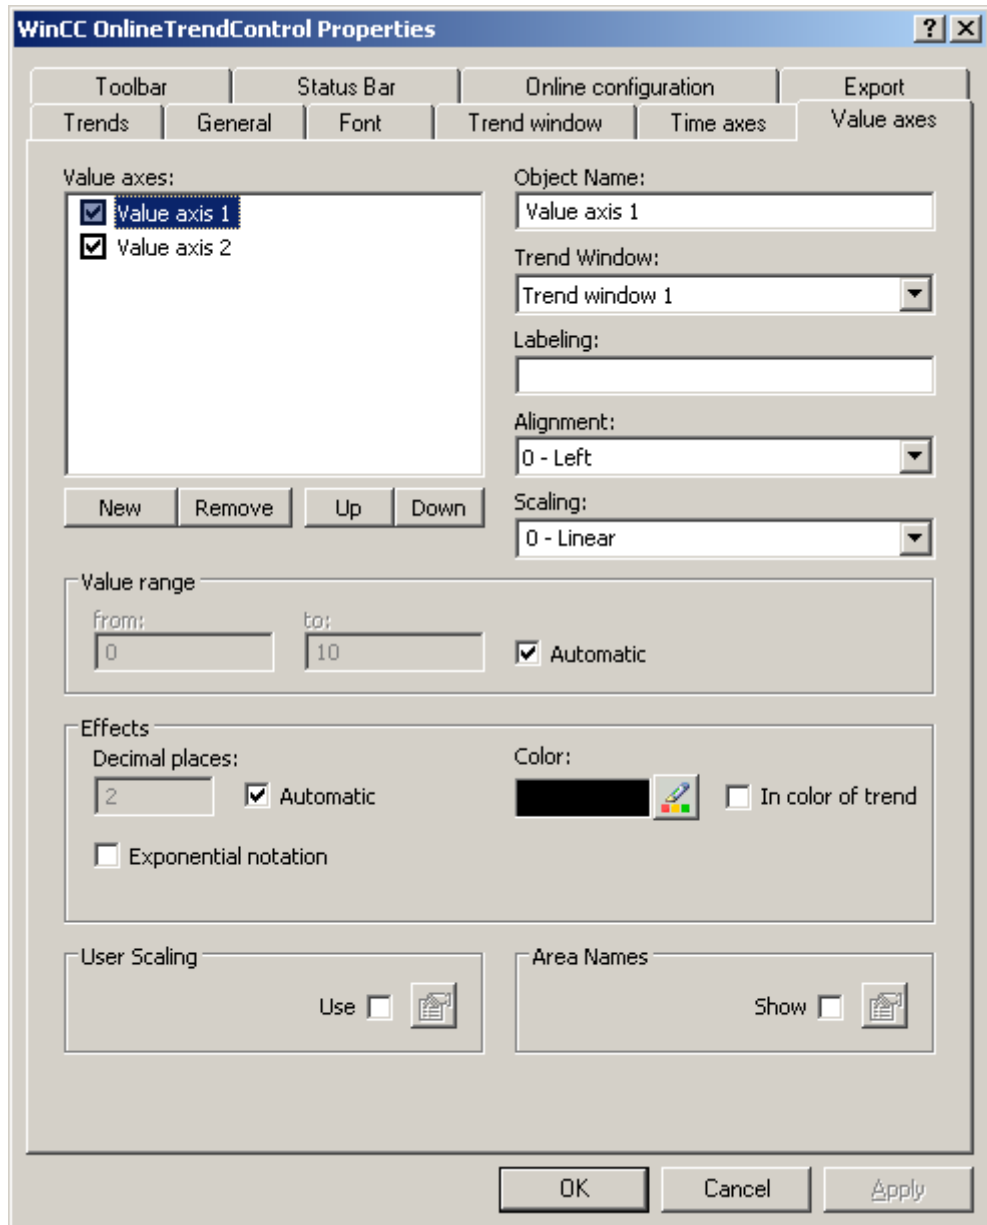 WinCC OnlineTrendControl Properties
Toolbar Status Bar Online configuration Export
Trends General Font Trend window Time axes Value axes
Value axes:
Value axis 1
Value axis 2
New Remove Up Down
Object Name:
Value axis 1
Trend Window:
Trend window 1
Labeling:
Alignment:
0 - Left
Scaling:
0 - Linear
Value range
from: to:
0 10 Automatic
Effects
Decimal places: Color:
2 Automatic In color of trend
Exponential notation
User Scaling Area Names
Use Show
OK Cancel Apply